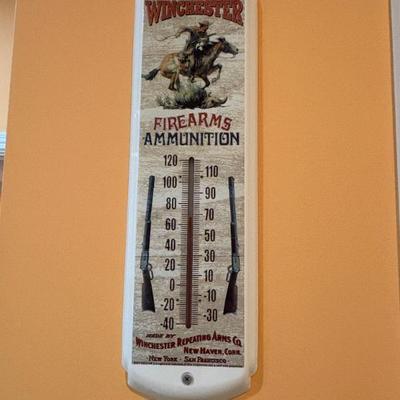 WINCHESTER
FIREARMS
AMMUNITION
120
110
100
90
80
70
60
50
40
30
20
10
0
-10
-20
-30
-40
MADE BY
WINCHESTER REPEATING ARMS CO.
NEW HAVEN, CONN.
NEW YORK - SAN FRANCISCO -